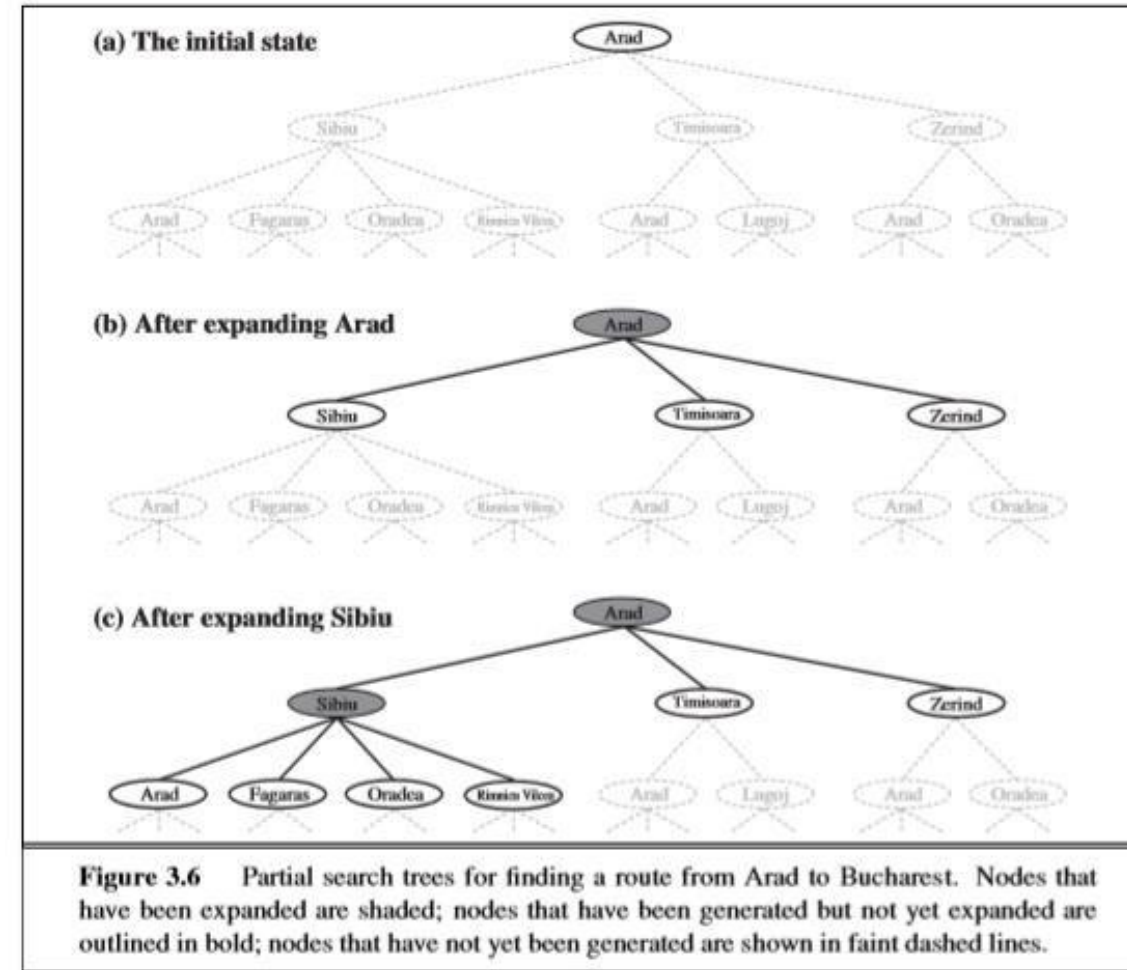 (a) The initial state
Arad
Sibiu Timisoara Zerind
Arad Fagaras Oradea Rimnicu Vilcea Arad Lugoj Arad Oradea
(b) After expanding Arad
Arad
Sibiu Timisoara Zerind
Arad Fagaras Oradea Rimnicu Vilcea Arad Lugoj Arad Oradea
(c) After expanding Sibiu
Arad
Sibiu Timisoara Zerind
Arad Fagaras Oradea Rimnicu Vilcea Arad Lugoj Arad Oradea
Figure 3.6 Partial search trees for finding a route from Arad to Bucharest. Nodes that
have been expanded are shaded; nodes that have been generated but not yet expanded are
outlined in bold; nodes that have not yet been generated are shown in faint dashed lines.